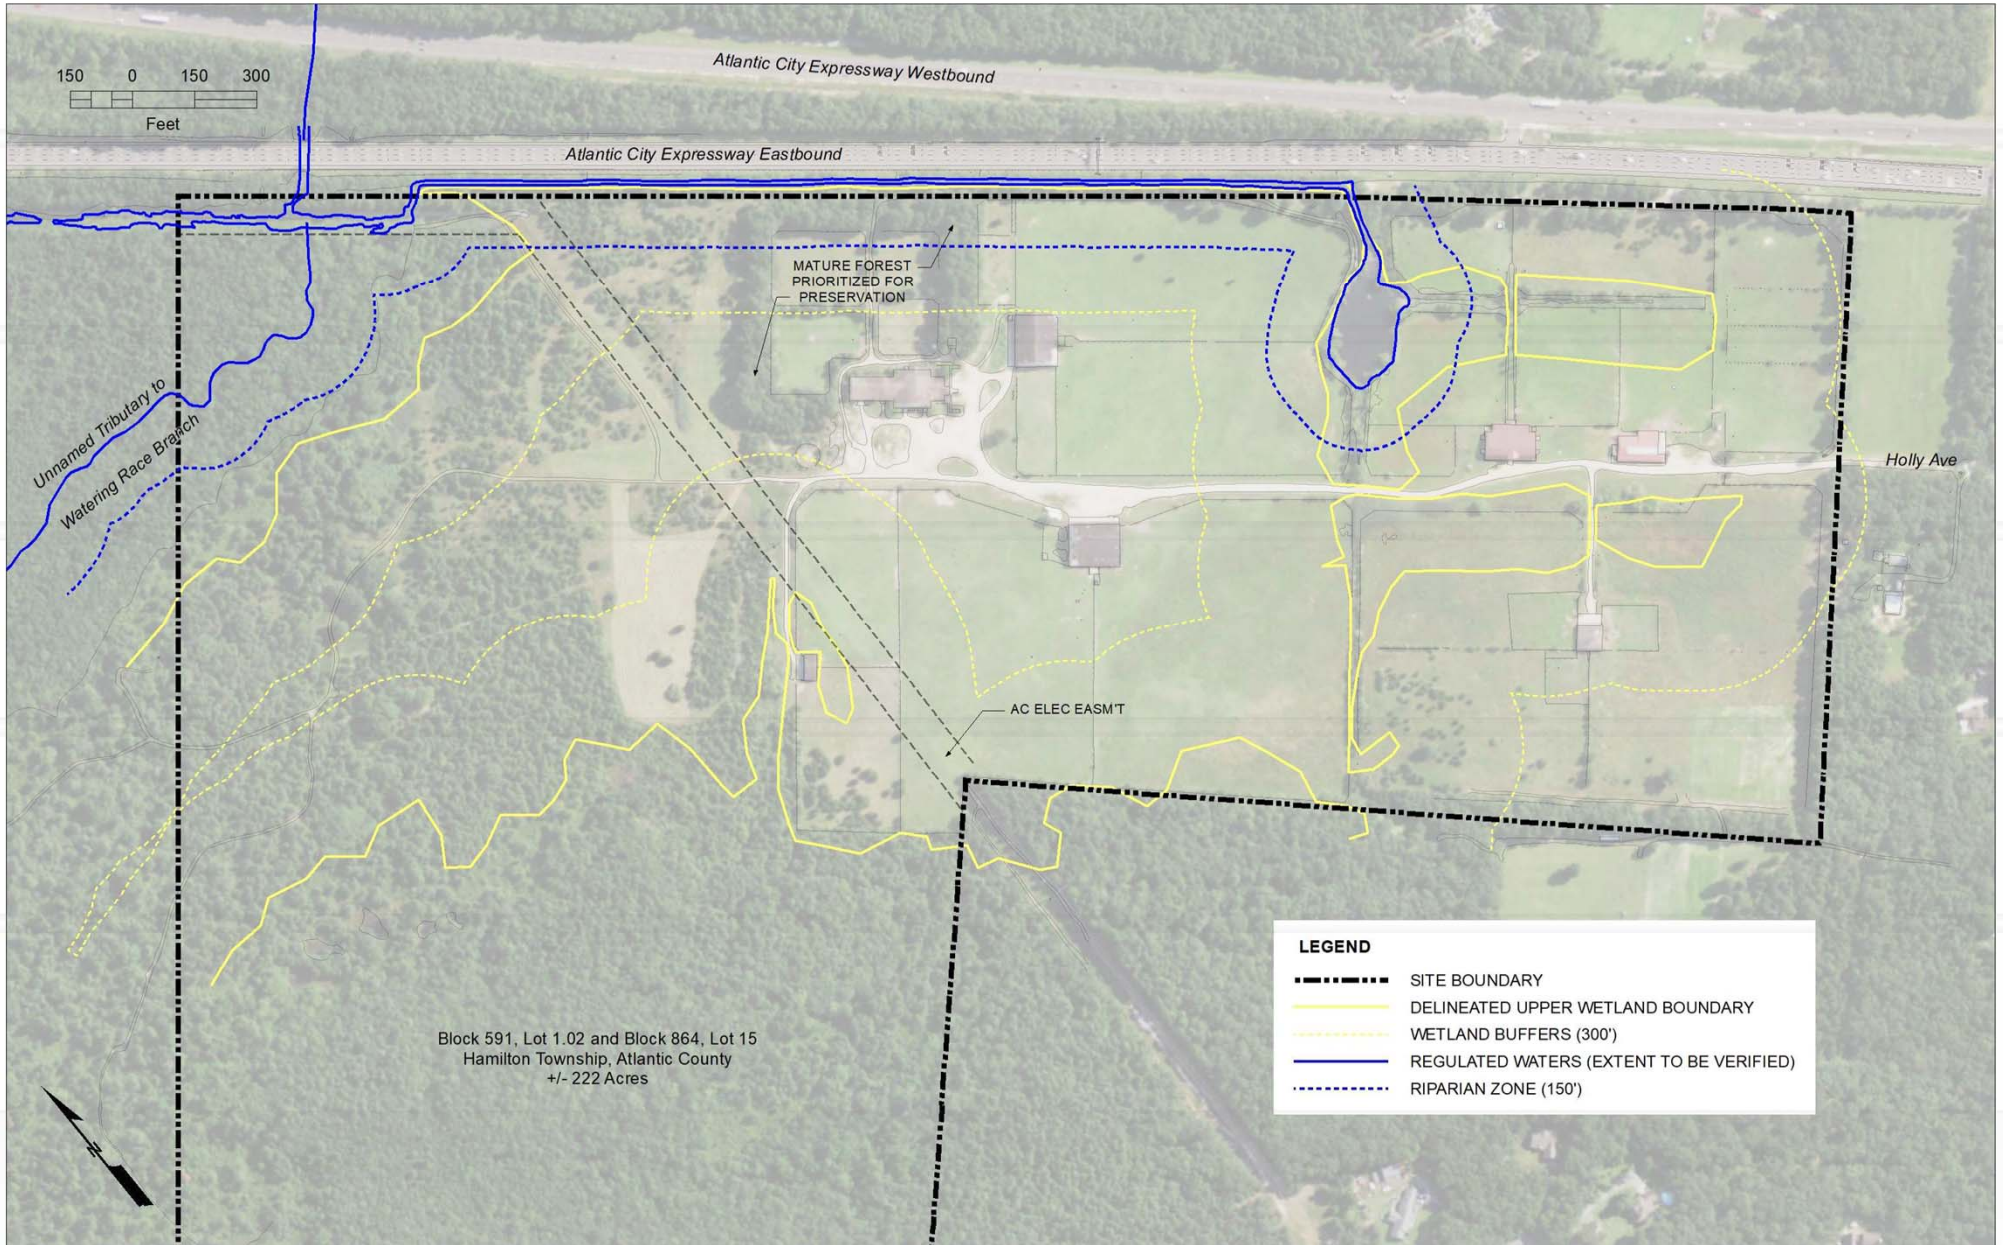 Atlantic City Expressway Westbound
150 0 150 300
Feet
Atlantic City Expressway Eastbound
MATURE FOREST
PRIORITIZED FOR
PRESERVATION
Unnamed Tributary to
Watering Race Branch
Holly Ave
AC ELEC EASM'T
LEGEND
SITE BOUNDARY
DELINEATED UPPER WETLAND BOUNDARY
WETLAND BUFFERS (300')
REGULATED WATERS (EXTENT TO BE VERIFIED)
RIPARIAN ZONE (150')
Block 591, Lot 1.02 and Block 864, Lot 15
Hamilton Township, Atlantic County
+/- 222 Acres
N